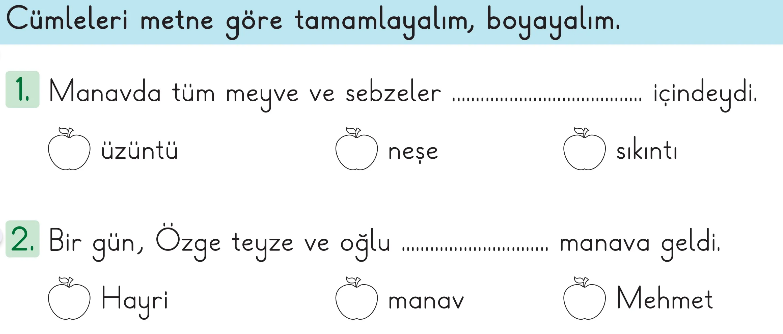 Cümleleri metne göre tamamlayalım, boyayalım.
1. Manavda tüm meyve ve sebzeler ........................................ içindeydi.
üzüntü neşe sıkıntı
2. Bir gün, Özge teyze ve oğlu ............................... manava geldi.
Hayri manav Mehmet